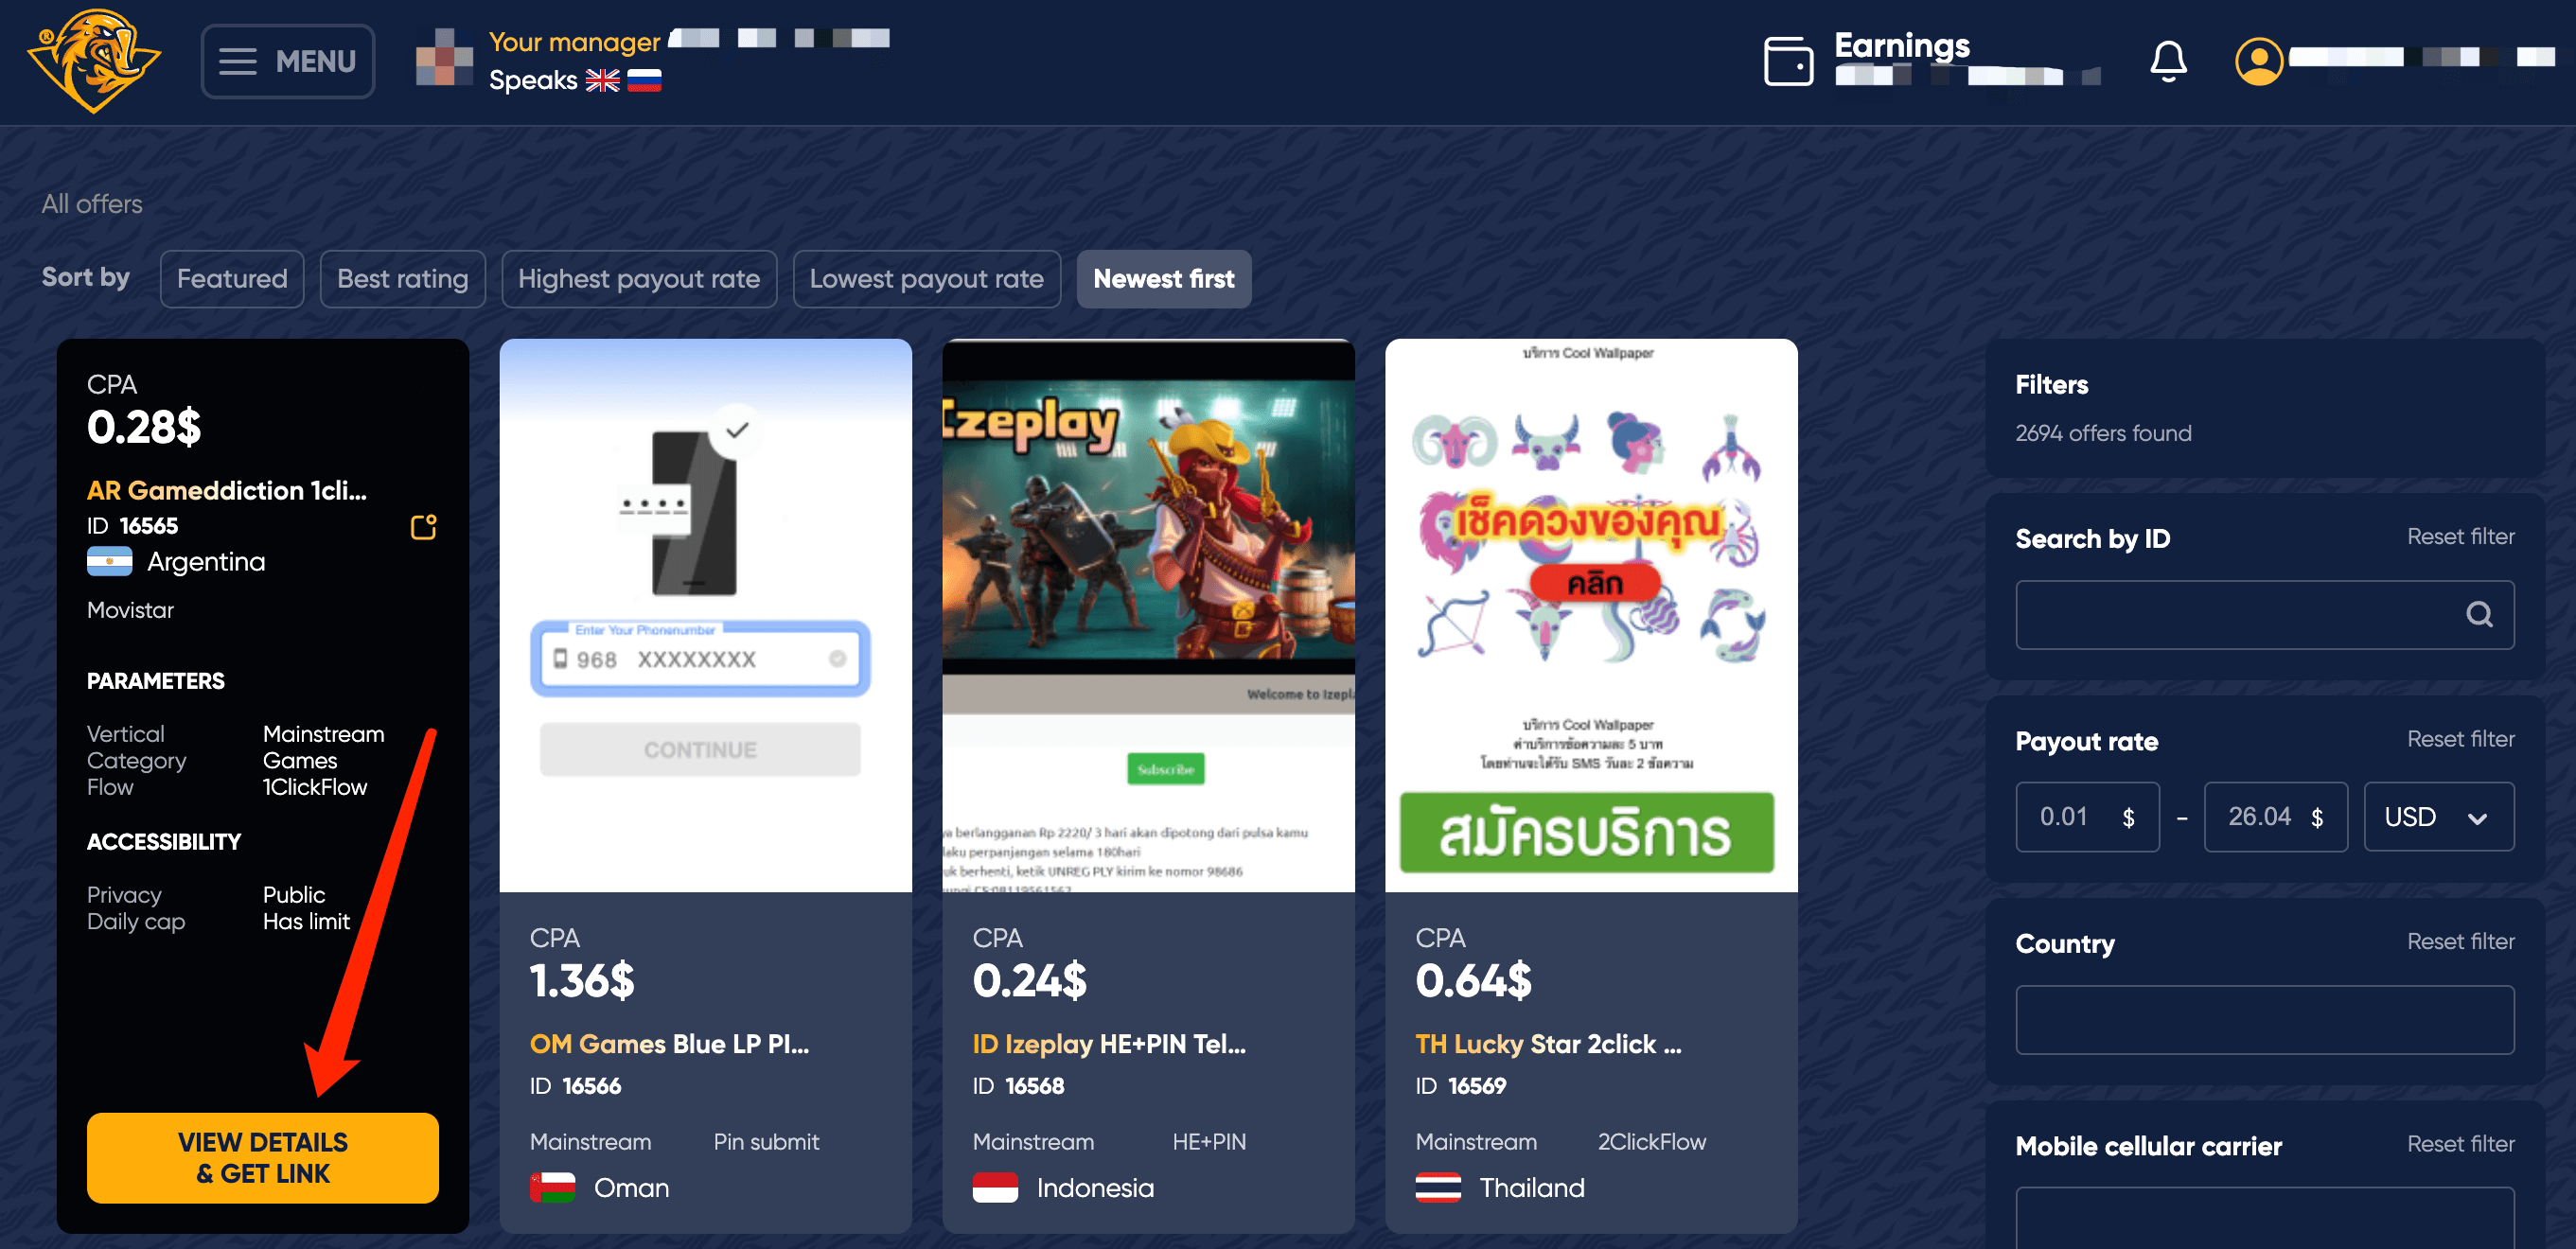 ®
MENU
Your manager
Speaks
Earnings
All offers
Sort by
Featured
Best rating
Highest payout rate
Lowest payout rate
Newest first
CPA
0.28$
AR Gameddiction 1cli...
ID 16565
Argentina
Movistar
PARAMETERS
Vertical Mainstream
Category Games
Flow 1ClickFlow
ACCESSIBILITY
Privacy Public
Daily cap Has limit
VIEW DETAILS
& GET LINK
Enter Your Phonenumber
968 XXXXXXXX
CONTINUE
CPA
1.36$
OM Games Blue LP PI...
ID 16566
Mainstream Pin submit
Oman
Izeplay
Welcome to Izepla
Subscribe
ya berlangganan Rp 2220/ 3 hari akan dipotong dari pulsa kamu
laku perpanjangan selama 180hari
uk berhenti, ketik UNREG PLY kirim ke nomor 98686
CPA
0.24$
ID Izeplay HE+PIN Tel...
ID 16568
Mainstream HE+PIN
Indonesia
บริการ Cool Wallpaper
เช็คดวงของคุณ
คลิก
บริการ Cool Wallpaper
ค่าบริการข้อความละ 5 บาท
โดยท่านจะได้รับ SMS วันละ 2 ข้อความ
สมัครบริการ
CPA
0.64$
TH Lucky Star 2click ...
ID 16569
Mainstream 2ClickFlow
Thailand
Filters
2694 offers found
Search by ID
Reset filter
Payout rate
Reset filter
0.01 $ - 26.04 $
USD
Country
Reset filter
Mobile cellular carrier
Reset filter